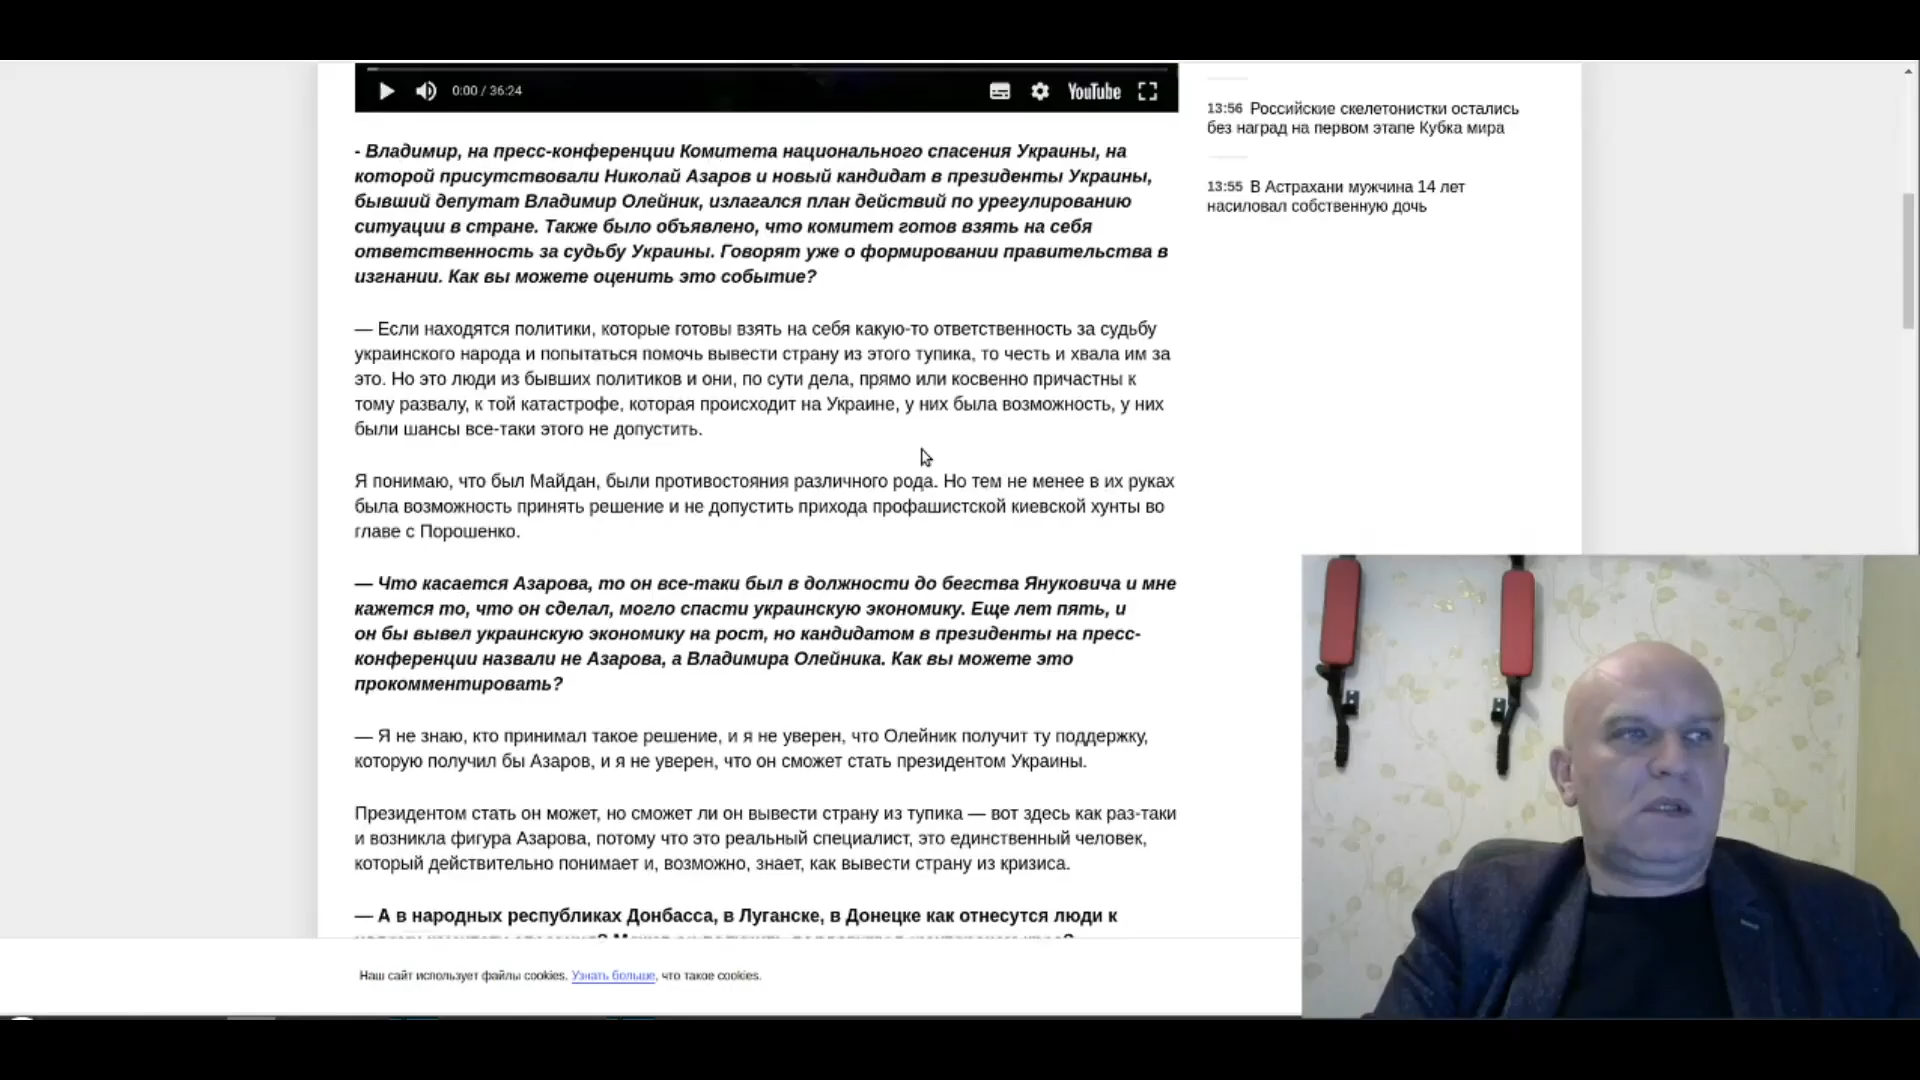 0:00 / 36:24
YouTube
- Владимир, на пресс-конференции Комитета национального спасения Украины, на
которой присутствовали Николай Азаров и новый кандидат в президенты Украины,
бывший депутат Владимир Олейник, излагался план действий по урегулированию
ситуации в стране. Также было объявлено, что комитет готов взять на себя
ответственность за судьбу Украины. Говорят уже о формировании правительства в
изгнании. Как вы можете оценить это событие?
— Если находятся политики, которые готовы взять на себя какую-то ответственность за судьбу
украинского народа и попытаться помочь вывести страну из этого тупика, то честь и хвала им за
это. Но это люди из бывших политиков и они, по сути дела, прямо или косвенно причастны к
тому развалу, к той катастрофе, которая происходит на Украине, у них была возможность, у них
были шансы все-таки этого не допустить.
Я понимаю, что был Майдан, были противостояния различного рода. Но тем не менее в их руках
была возможность принять решение и не допустить прихода профашистской киевской хунты во
главе с Порошенко.
— Что касается Азарова, то он все-таки был в должности до бегства Януковича и мне
кажется то, что он сделал, могло спасти украинскую экономику. Еще лет пять, и
он бы вывел украинскую экономику на рост, но кандидатом в президенты на пресс-
конференции назвали не Азарова, а Владимира Олейника. Как вы можете это
прокомментировать?
— Я не знаю, кто принимал такое решение, и я не уверен, что Олейник получит ту поддержку,
которую получил бы Азаров, и я не уверен, что он сможет стать президентом Украины.
Президентом стать он может, но сможет ли он вывести страну из тупика — вот здесь как раз-таки
и возникла фигура Азарова, потому что это реальный специалист, это единственный человек,
который действительно понимает и, возможно, знает, как вывести страну из кризиса.
— А в народных республиках Донбасса, в Луганске, в Донецке как отнесутся люди к
Наш сайт использует файлы cookies. Узнать больше, что такое cookies.
13:56 Российские скелетонистки остались
без наград на первом этапе Кубка мира
13:55 В Астрахани мужчина 14 лет
насиловал собственную дочь